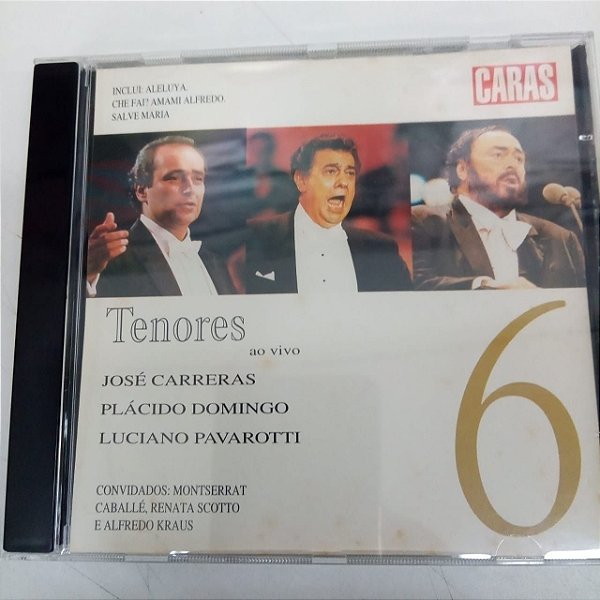 INCLUI: ALELUYA.
CHE FAI? AMAMI ALFREDO.
SALVE MARIA
CARAS
Tenores
ao vivo
JOSÉ CARRERAS
PLÁCIDO DOMINGO
LUCIANO PAVAROTTI
6
CONVIDADOS: MONTSERRAT
CABALLÉ, RENATA SCOTTO
E ALFREDO KRAUS